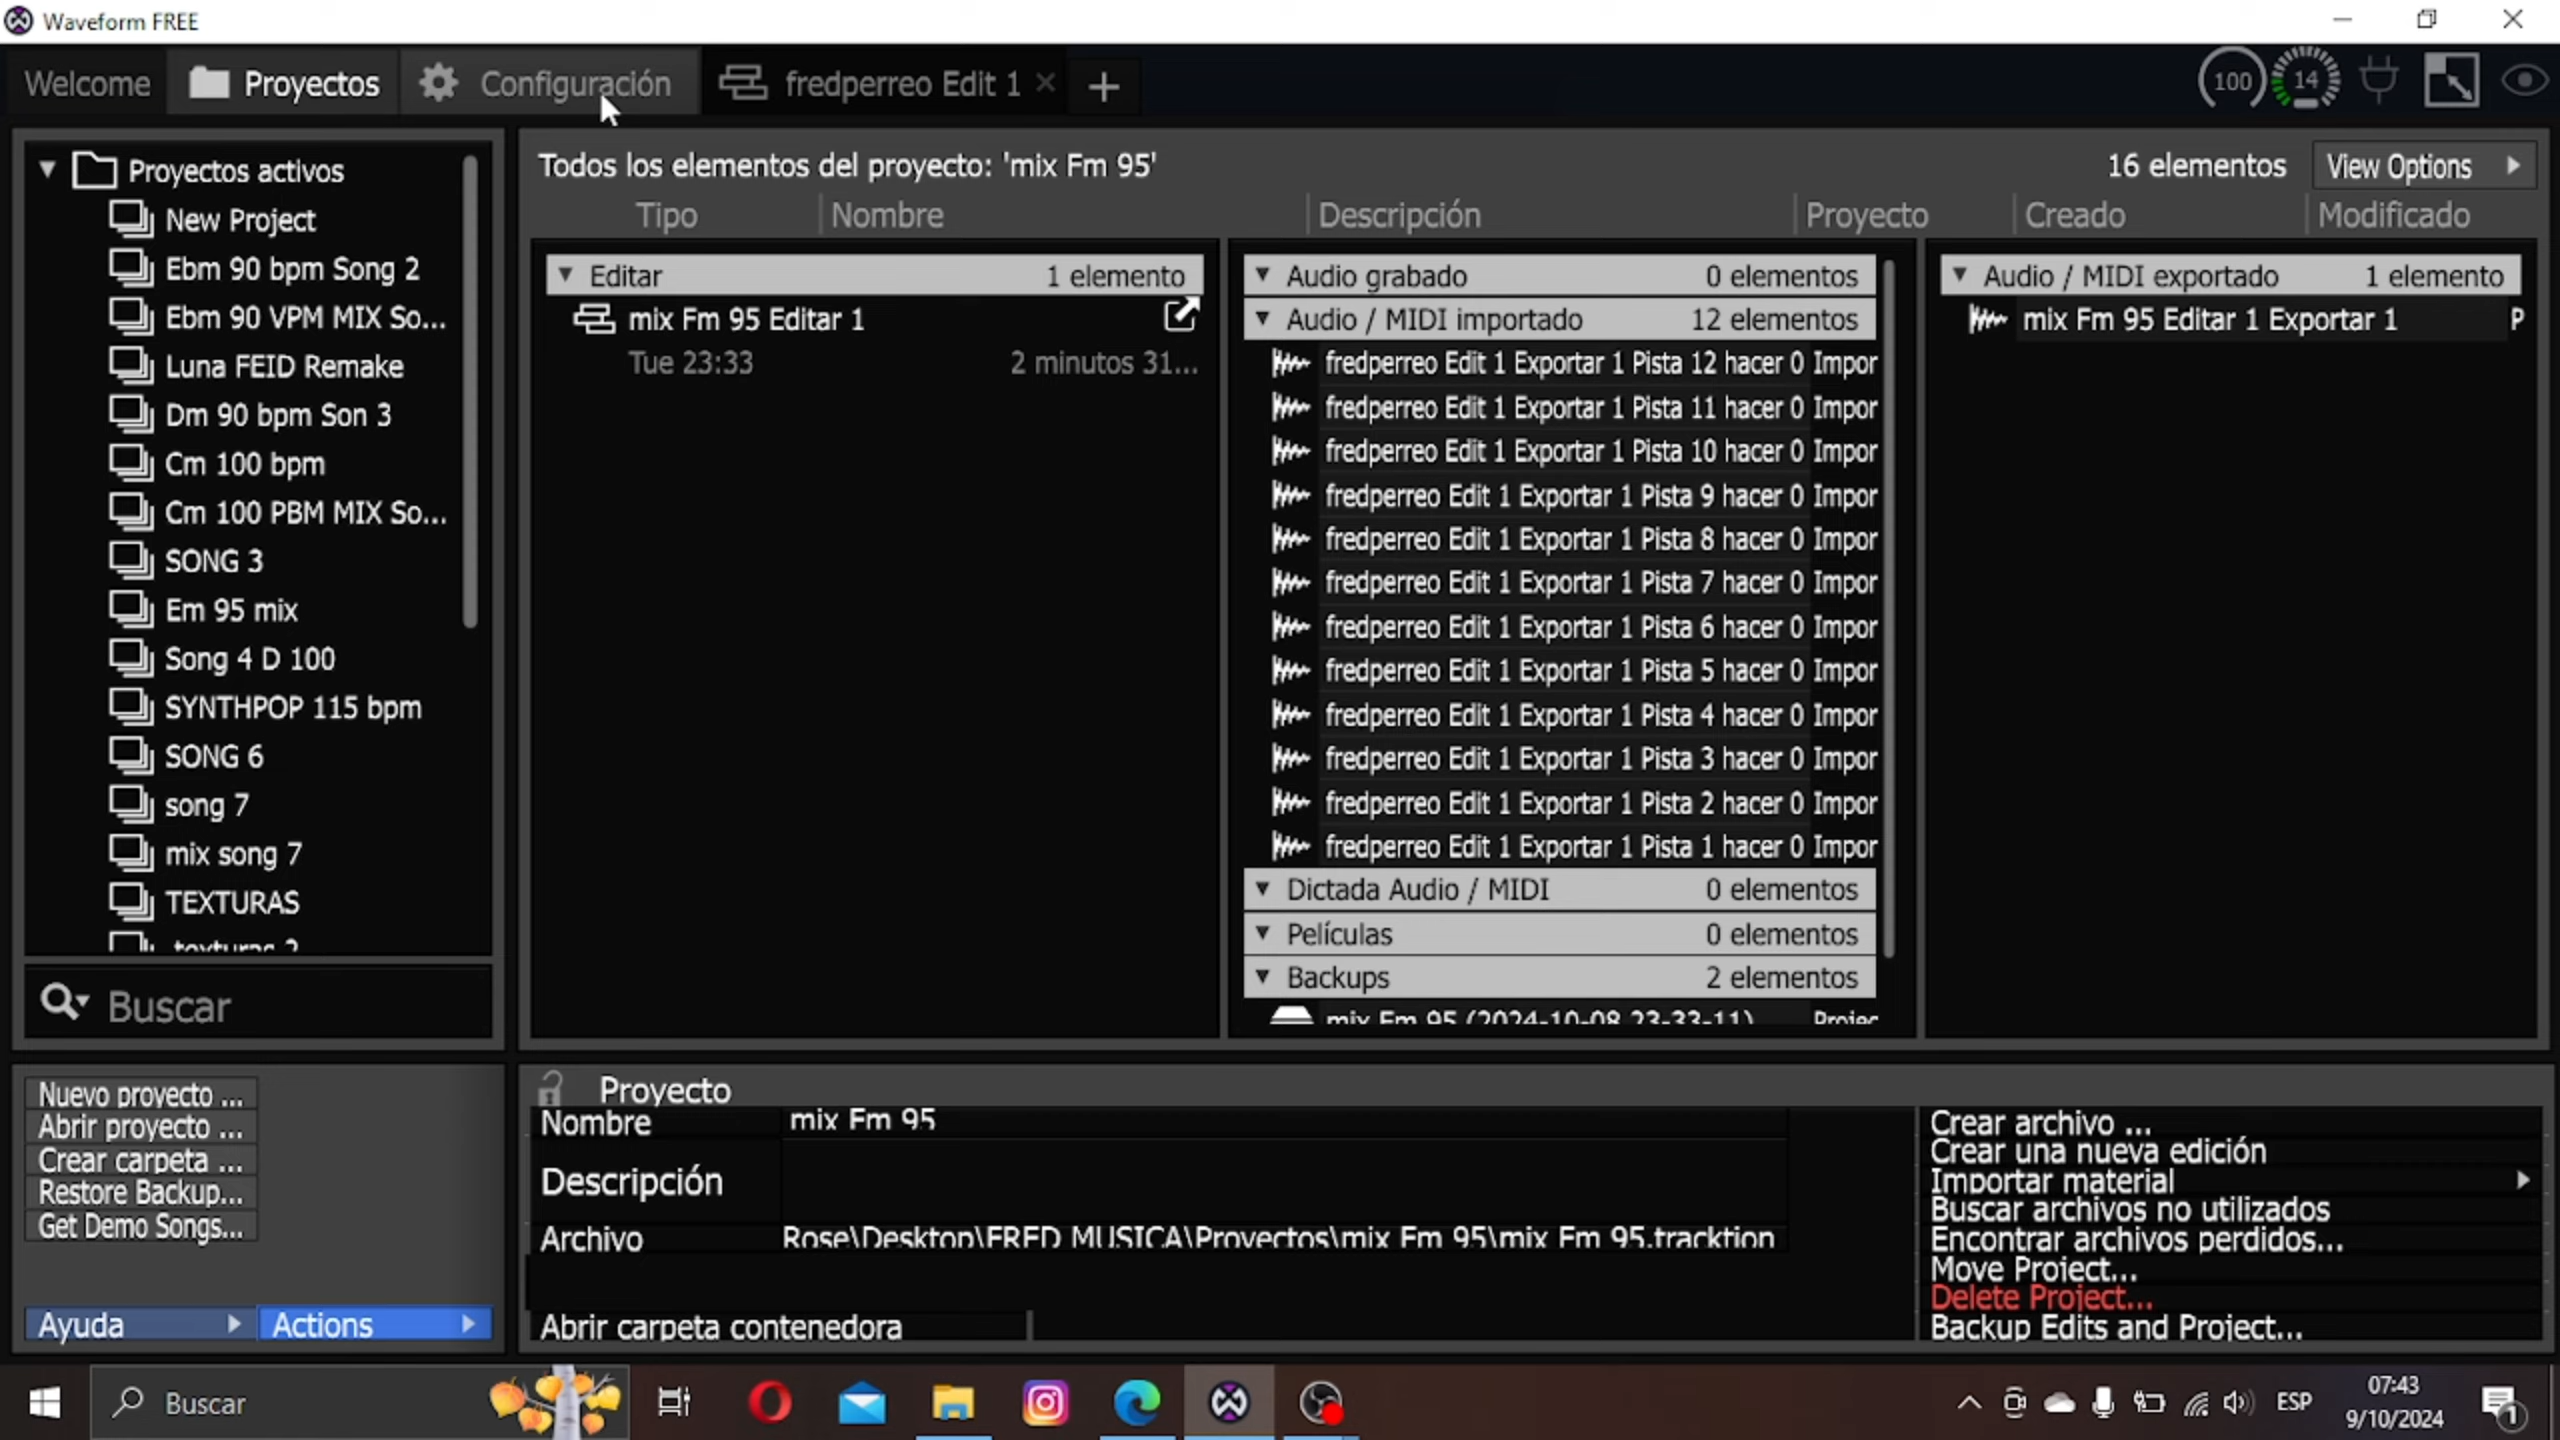 Waveform FREE
Welcome
Proyectos
Configuración
fredperreo Edit 1
100
14
Proyectos activos
New Project
Ebm 90 bpm Song 2
Ebm 90 VPM MIX So...
Luna FEID Remake
Dm 90 bpm Son 3
Cm 100 bpm
Cm 100 PBM MIX So...
SONG 3
Em 95 mix
Song 4 D 100
SYNTHPOP 115 bpm
SONG 6
song 7
mix song 7
TEXTURAS
texturas 2
Buscar
Todos los elementos del proyecto: 'mix Fm 95'
16 elementos
View Options
Tipo
Nombre
Descripción
Proyecto
Creado
Modificado
Editar 1 elemento
mix Fm 95 Editar 1
Tue 23:33 2 minutos 31...
Audio grabado 0 elementos
Audio / MIDI importado 12 elementos
fredperreo Edit 1 Exportar 1 Pista 12 hacer 0 Impor
fredperreo Edit 1 Exportar 1 Pista 11 hacer 0 Impor
fredperreo Edit 1 Exportar 1 Pista 10 hacer 0 Impor
fredperreo Edit 1 Exportar 1 Pista 9 hacer 0 Impor
fredperreo Edit 1 Exportar 1 Pista 8 hacer 0 Impor
fredperreo Edit 1 Exportar 1 Pista 7 hacer 0 Impor
fredperreo Edit 1 Exportar 1 Pista 6 hacer 0 Impor
fredperreo Edit 1 Exportar 1 Pista 5 hacer 0 Impor
fredperreo Edit 1 Exportar 1 Pista 4 hacer 0 Impor
fredperreo Edit 1 Exportar 1 Pista 3 hacer 0 Impor
fredperreo Edit 1 Exportar 1 Pista 2 hacer 0 Impor
fredperreo Edit 1 Exportar 1 Pista 1 hacer 0 Impor
Dictada Audio / MIDI 0 elementos
Películas 0 elementos
Backups 2 elementos
mix Fm 95 (2024-10-08 23-33-11) Projec
Audio / MIDI exportado 1 elemento
mix Fm 95 Editar 1 Exportar 1 P
Nuevo proyecto ...
Abrir proyecto ...
Crear carpeta ...
Restore Backup...
Get Demo Songs...
Ayuda
Actions
Proyecto
Nombre mix Fm 95
Descripción
Archivo Rose\Desktop\FRED MUSICA\Proyectos\mix Fm 95\mix Fm 95.tracktion
Abrir carpeta contenedora
Crear archivo ...
Crear una nueva edición
Importar material
Buscar archivos no utilizados
Encontrar archivos perdidos...
Move Project...
Delete Project...
Backup Edits and Project...
Buscar
ESP
07:43
9/10/2024
1